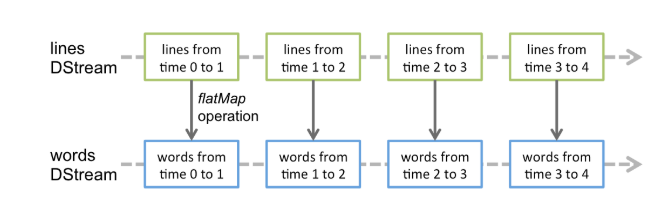 lines
DStream
lines from
time 0 to 1
lines from
time 1 to 2
lines from
time 2 to 3
lines from
time 3 to 4
flatMap
operation
words
DStream
words from
time 0 to 1
words from
time 1 to 2
words from
time 2 to 3
words from
time 3 to 4